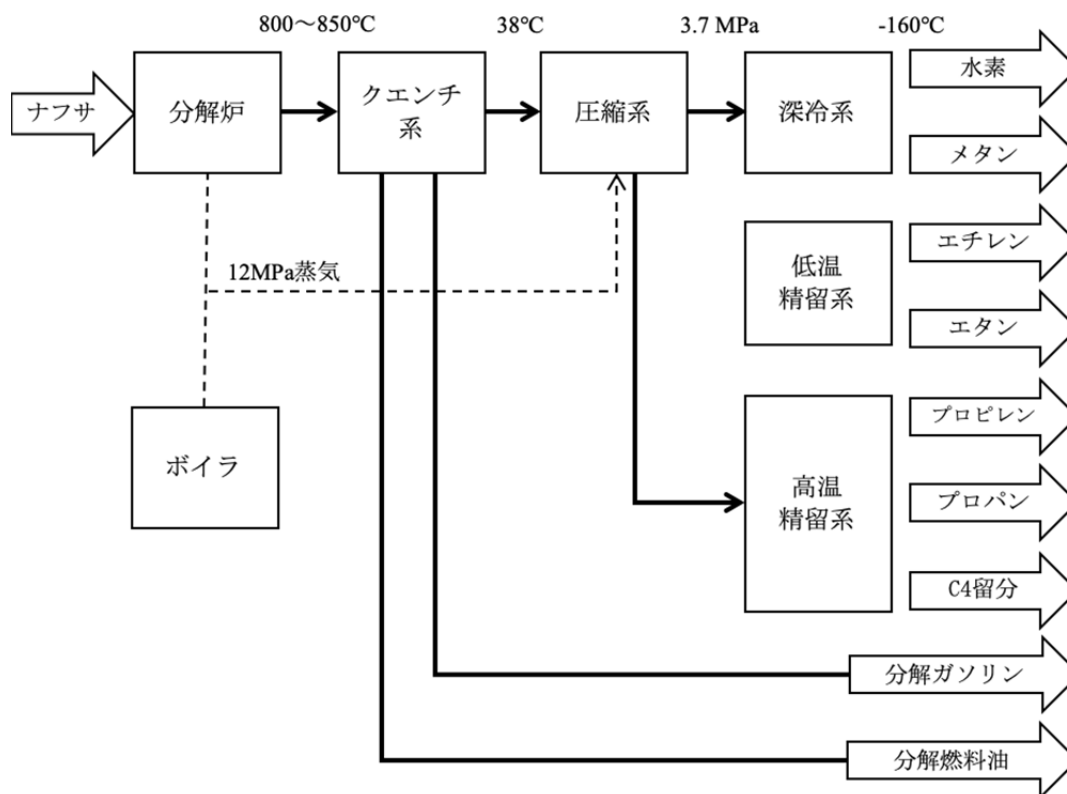 800～850℃
38℃
3.7 MPa
-160℃
ナフサ
分解炉
クエンチ
系
圧縮系
深冷系
水素
メタン
12MPa蒸気
低温
精留系
エチレン
エタン
ボイラ
高温
精留系
プロピレン
プロパン
C4留分
分解ガソリン
分解燃料油